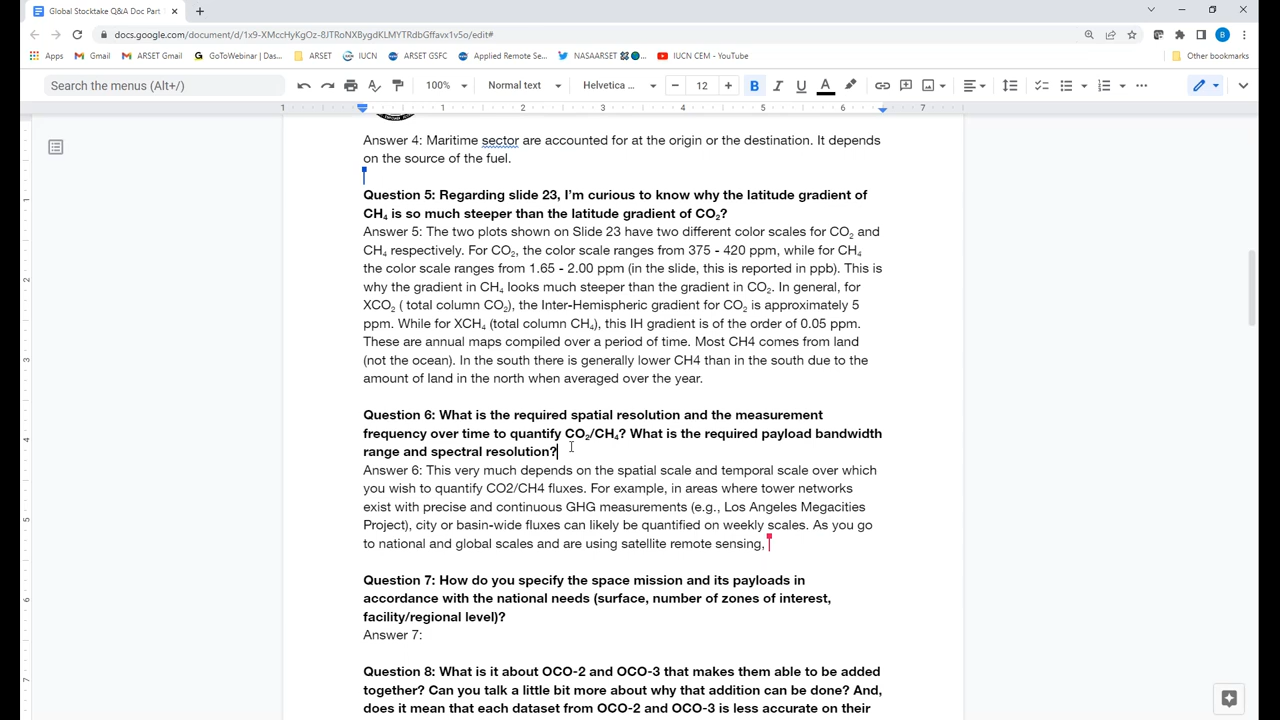 Global Stocktake Q&A Doc Part
docs.google.com/document/d/1x9-XMccHyKgOz-8JTRoNXBygdKLMYTRdbGffavx1v5o/edit#
Apps Gmail ARSET Gmail GoToWebinar | Das... ARSET IUCN ARSET GSFC Applied Remote Se... NASAARSET IUCN CEM - YouTube Other bookmarks
Search the menus (Alt+/) 100% Normal text Helvetica ... 12 B I U A
1 1 2 3 4 5 6 7
Answer 4: Maritime sector are accounted for at the origin or the destination. It depends
on the source of the fuel.
Question 5: Regarding slide 23, I'm curious to know why the latitude gradient of
CH₄ is so much steeper than the latitude gradient of CO₂?
Answer 5: The two plots shown on Slide 23 have two different color scales for CO₂ and
CH₄ respectively. For CO₂, the color scale ranges from 375 - 420 ppm, while for CH₄
the color scale ranges from 1.65 - 2.00 ppm (in the slide, this is reported in ppb). This is
why the gradient in CH₄ looks much steeper than the gradient in CO₂. In general, for
XCO₂ ( total column CO₂), the Inter-Hemispheric gradient for CO₂ is approximately 5
ppm. While for XCH₄ (total column CH₄), this IH gradient is of the order of 0.05 ppm.
These are annual maps compiled over a period of time. Most CH4 comes from land
(not the ocean). In the south there is generally lower CH4 than in the south due to the
amount of land in the north when averaged over the year.
Question 6: What is the required spatial resolution and the measurement
frequency over time to quantify CO₂/CH₄? What is the required payload bandwidth
range and spectral resolution?
Answer 6: This very much depends on the spatial scale and temporal scale over which
you wish to quantify CO2/CH4 fluxes. For example, in areas where tower networks
exist with precise and continuous GHG measurements (e.g., Los Angeles Megacities
Project), city or basin-wide fluxes can likely be quantified on weekly scales. As you go
to national and global scales and are using satellite remote sensing,
Question 7: How do you specify the space mission and its payloads in
accordance with the national needs (surface, number of zones of interest,
facility/regional level)?
Answer 7:
Question 8: What is it about OCO-2 and OCO-3 that makes them able to be added
together? Can you talk a little bit more about why that addition can be done? And,
does it mean that each dataset from OCO-2 and OCO-3 is less accurate on their